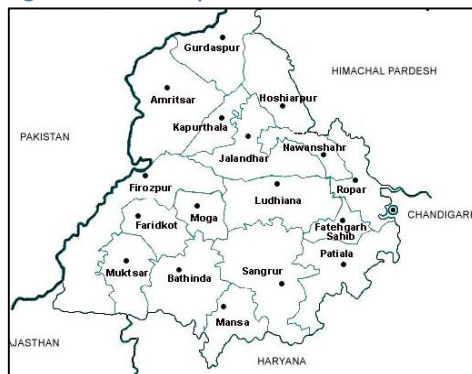 Gurdaspur
HIMACHAL PARDESH
Amritsar
Hoshiarpur
Kapurthala
PAKISTAN
Nawanshahr
Jalandhar
Firozpur
Ludhiana
Ropar
Moga
CHANDIGARH
Faridkot
Fatehgarh
Sahib
Patiala
Muktsar
Bathinda
Sangrur
Mansa
AJASTHAN
HARYANA